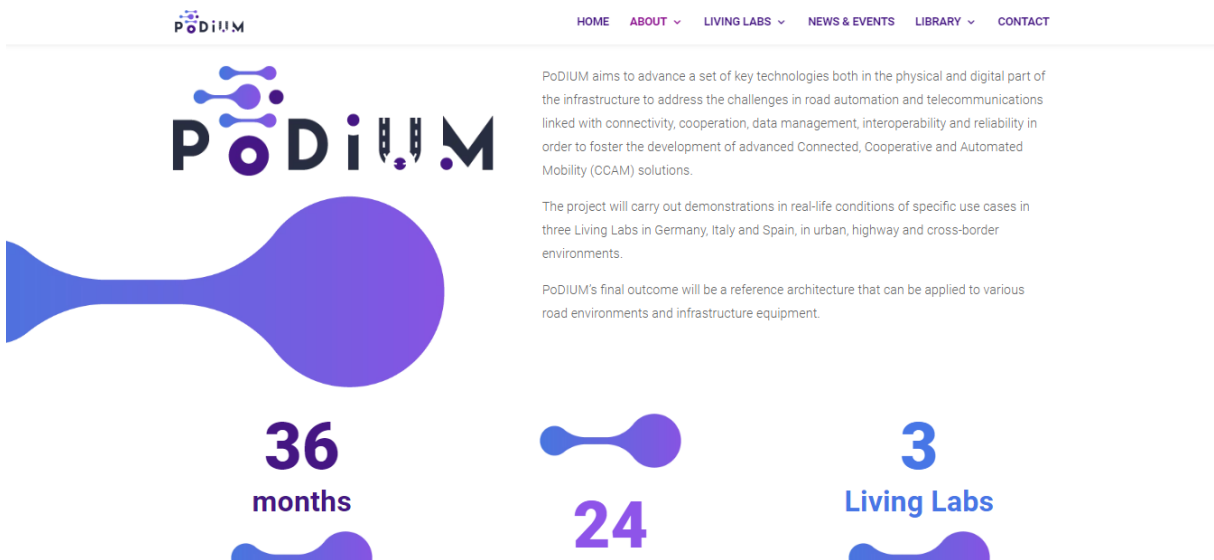 PoDiUM
HOME ABOUT LIVING LABS NEWS & EVENTS LIBRARY CONTACT
PoDiUM
PoDIUM aims to advance a set of key technologies both in the physical and digital part of
the infrastructure to address the challenges in road automation and telecommunications
linked with connectivity, cooperation, data management, interoperability and reliability in
order to foster the development of advanced Connected, Cooperative and Automated
Mobility (CCAM) solutions.
The project will carry out demonstrations in real-life conditions of specific use cases in
three Living Labs in Germany, Italy and Spain, in urban, highway and cross-border
environments.
PoDIUM's final outcome will be a reference architecture that can be applied to various
road environments and infrastructure equipment.
36
months
24
3
Living Labs